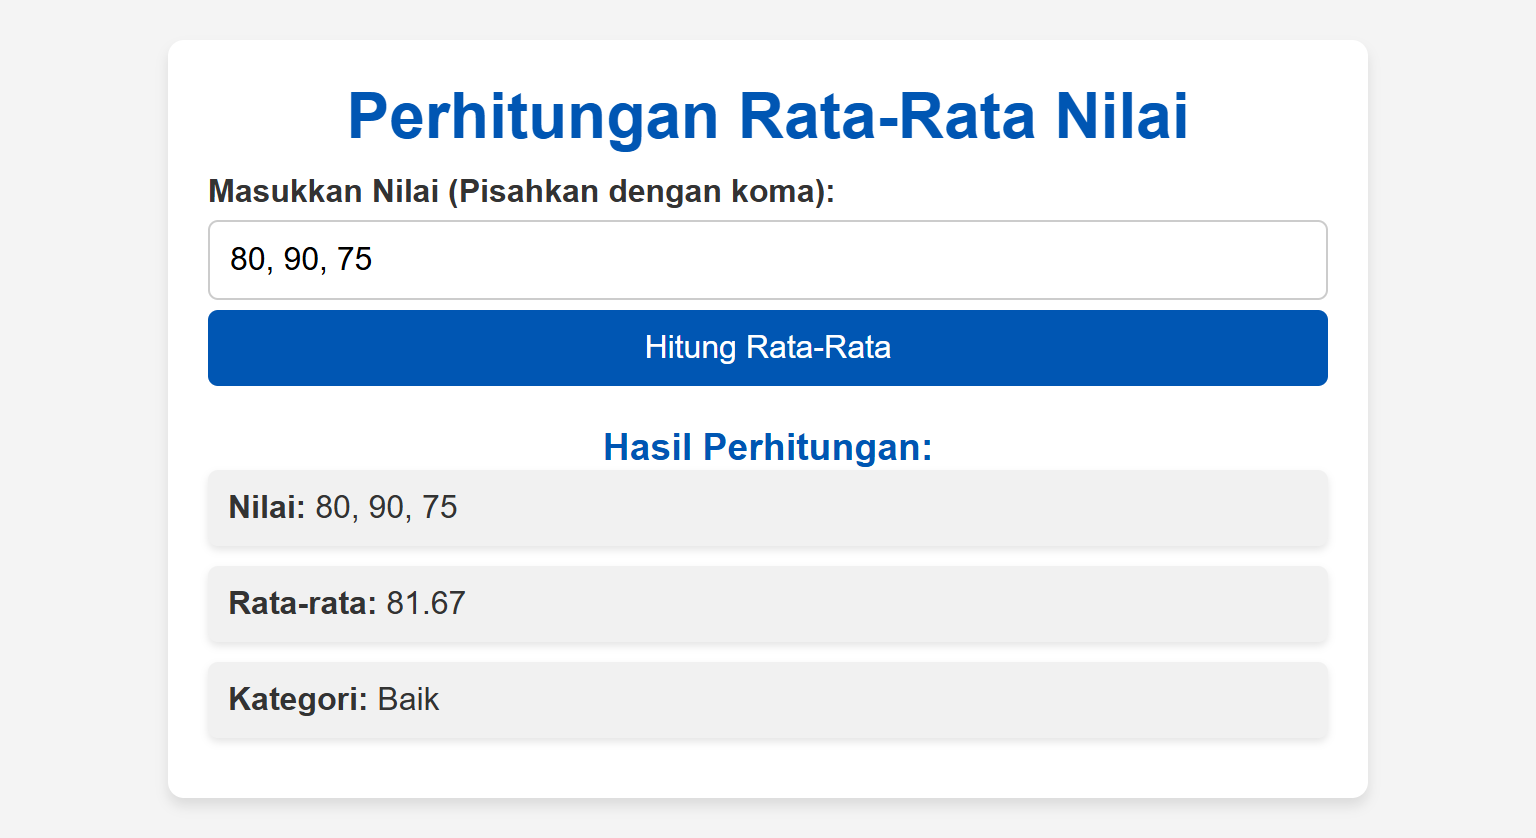 Perhitungan Rata-Rata Nilai
Masukkan Nilai (Pisahkan dengan koma):
80, 90, 75
Hitung Rata-Rata
Hasil Perhitungan:
Nilai: 80, 90, 75
Rata-rata: 81.67
Kategori: Baik